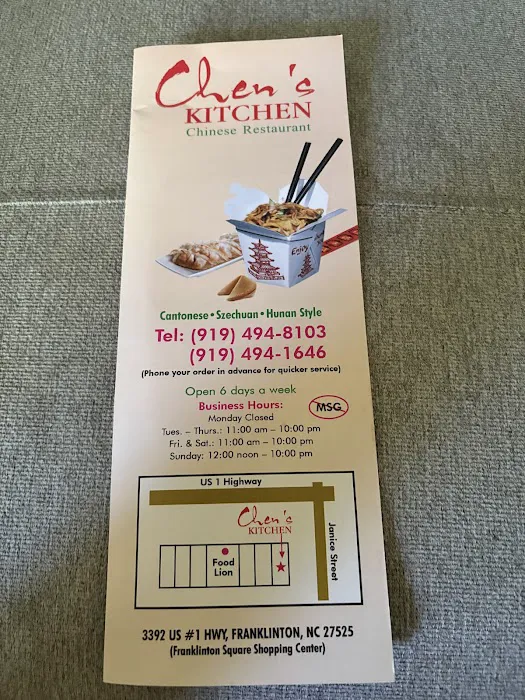 Chen's
KITCHEN
Chinese Restaurant
Enjoy
Cantonese • Szechuan • Hunan Style
Tel: (919) 494-8103
(919) 494-1646
(Phone your order in advance for quicker service)
Open 6 days a week
Business Hours:
MSG
Monday Closed
Tues. – Thurs.: 11:00 am – 10:00 pm
Fri. & Sat.: 11:00 am – 10:00 pm
Sunday: 12:00 noon – 10:00 pm
US 1 Highway
Chen's
KITCHEN
Janice Street
Food
Lion
3392 US #1 HWY, FRANKLINTON, NC 27525
(Franklinton Square Shopping Center)